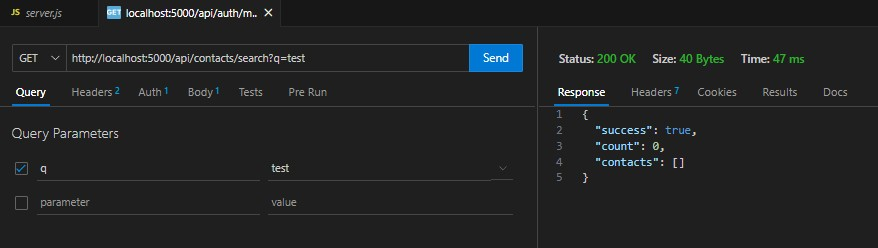 JS server.js GET localhost:5000/api/auth/m.. ×
GET http://localhost:5000/api/contacts/search?q=test Send
Status: 200 OK Size: 40 Bytes Time: 47 ms
Query Headers 2 Auth 1 Body 1 Tests Pre Run
Response Headers 7 Cookies Results Docs
Query Parameters
q test
parameter value
1 {
2 "success": true,
3 "count": 0,
4 "contacts": []
5 }